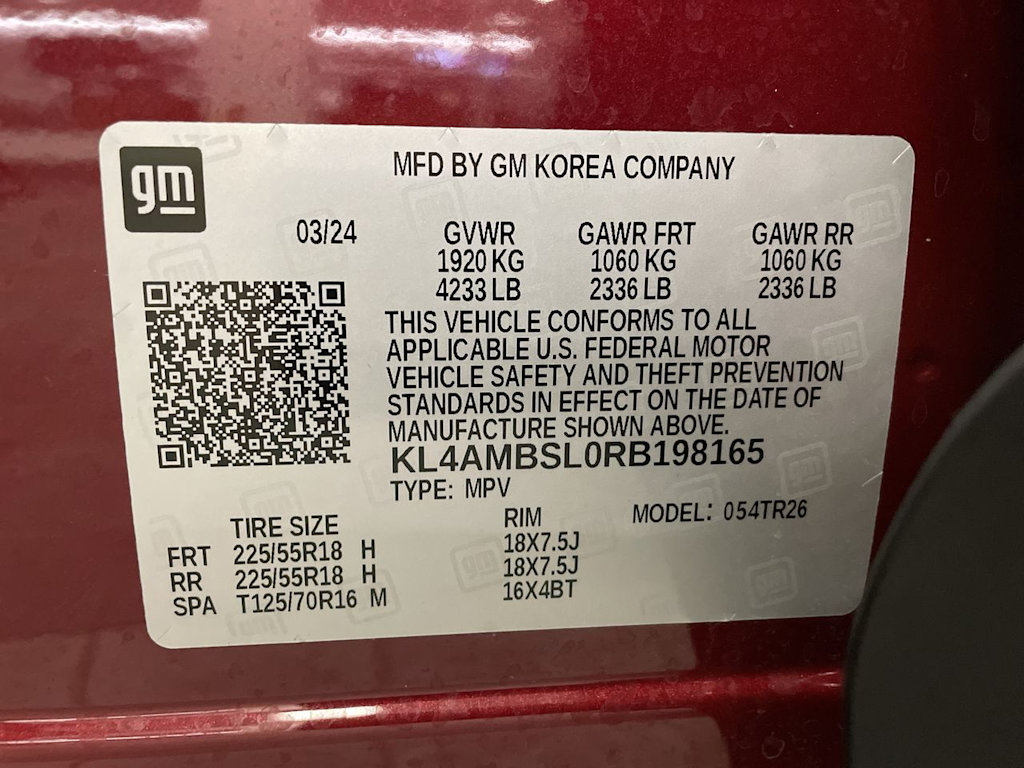 gm
MFD BY GM KOREA COMPANY
03/24 GVWR GAWR FRT GAWR RR
1920 KG 1060 KG 1060 KG
4233 LB 2336 LB 2336 LB
THIS VEHICLE CONFORMS TO ALL
APPLICABLE U.S. FEDERAL MOTOR
VEHICLE SAFETY AND THEFT PREVENTION
STANDARDS IN EFFECT ON THE DATE OF
MANUFACTURE SHOWN ABOVE.
KL4AMBSL0RB198165
TYPE: MPV
TIRE SIZE RIM MODEL: 054TR26
FRT 225/55R18 H 18X7.5J
RR 225/55R18 H 18X7.5J
SPA T125/70R16 M 16X4BT